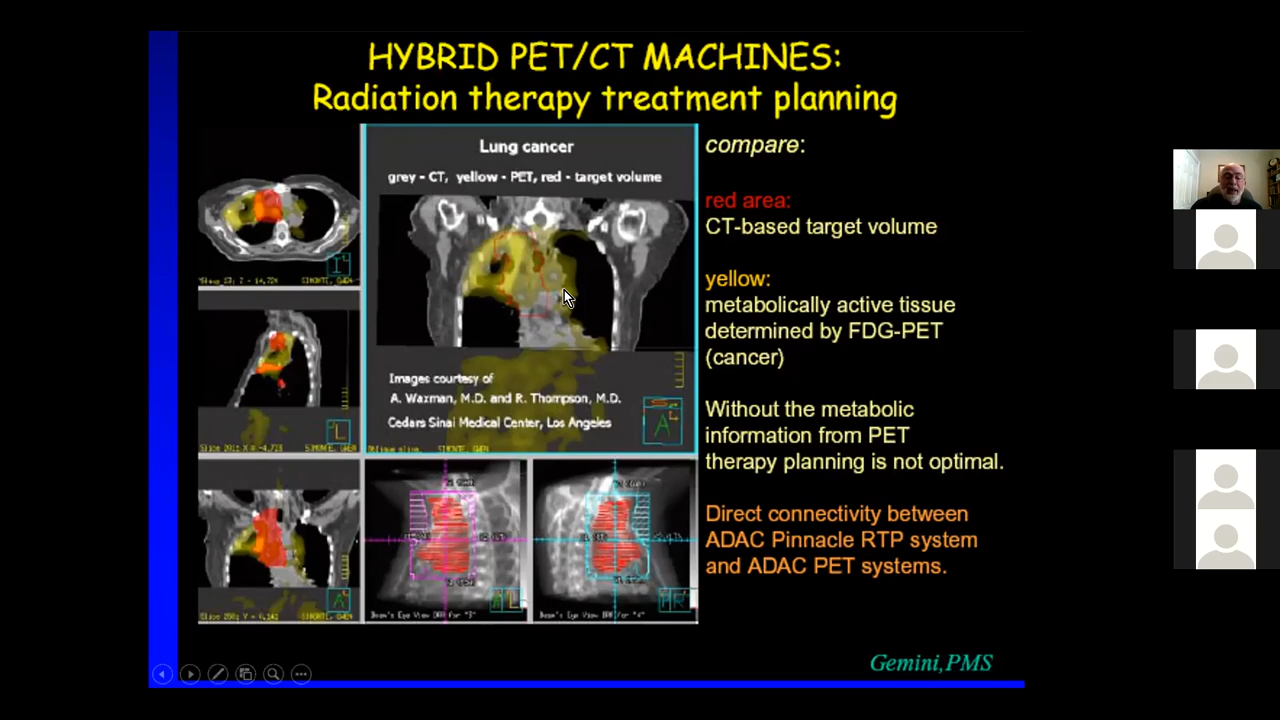 HYBRID PET/CT MACHINES:
Radiation therapy treatment planning
Lung cancer
grey - CT, yellow - PET, red - target volume
Images courtesy of
A. Waxman, M.D. and R. Thompson, M.D.
Cedars Sinai Medical Center, Los Angeles
compare:
red area:
CT-based target volume
yellow:
metabolically active tissue
determined by FDG-PET
(cancer)
Without the metabolic
information from PET
therapy planning is not optimal.
Direct connectivity between
ADAC Pinnacle RTP system
and ADAC PET systems.
Gemini,PMS